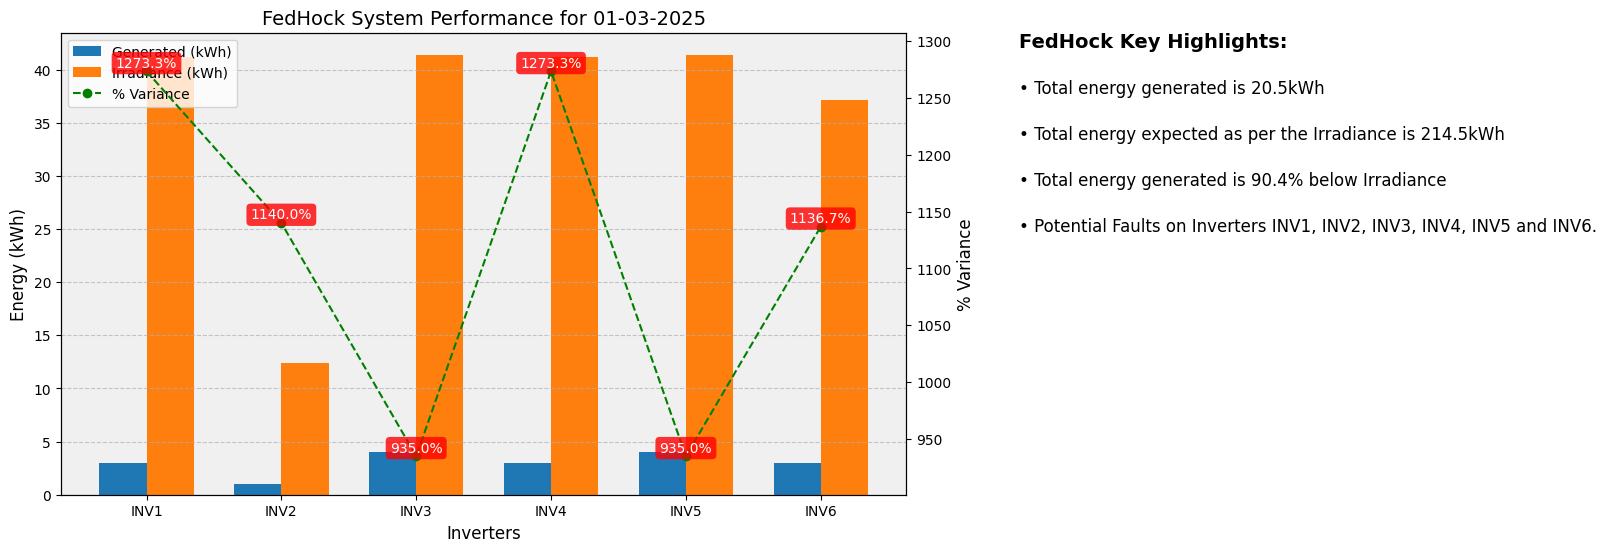 FedHock System Performance for 01-03-2025
Generated (kWh)
Irradiance (kWh)
% Variance
1273.3%
1140.0%
935.0%
1273.3%
935.0%
1136.7%
Energy (kWh)
40
35
30
25
20
15
10
5
0
INV1
INV2
INV3
INV4
INV5
INV6
Inverters
1300
1250
1200
1150
1100
1050
1000
950
% Variance
FedHock Key Highlights:
• Total energy generated is 20.5kWh
• Total energy expected as per the Irradiance is 214.5kWh
• Total energy generated is 90.4% below Irradiance
• Potential Faults on Inverters INV1, INV2, INV3, INV4, INV5 and INV6.